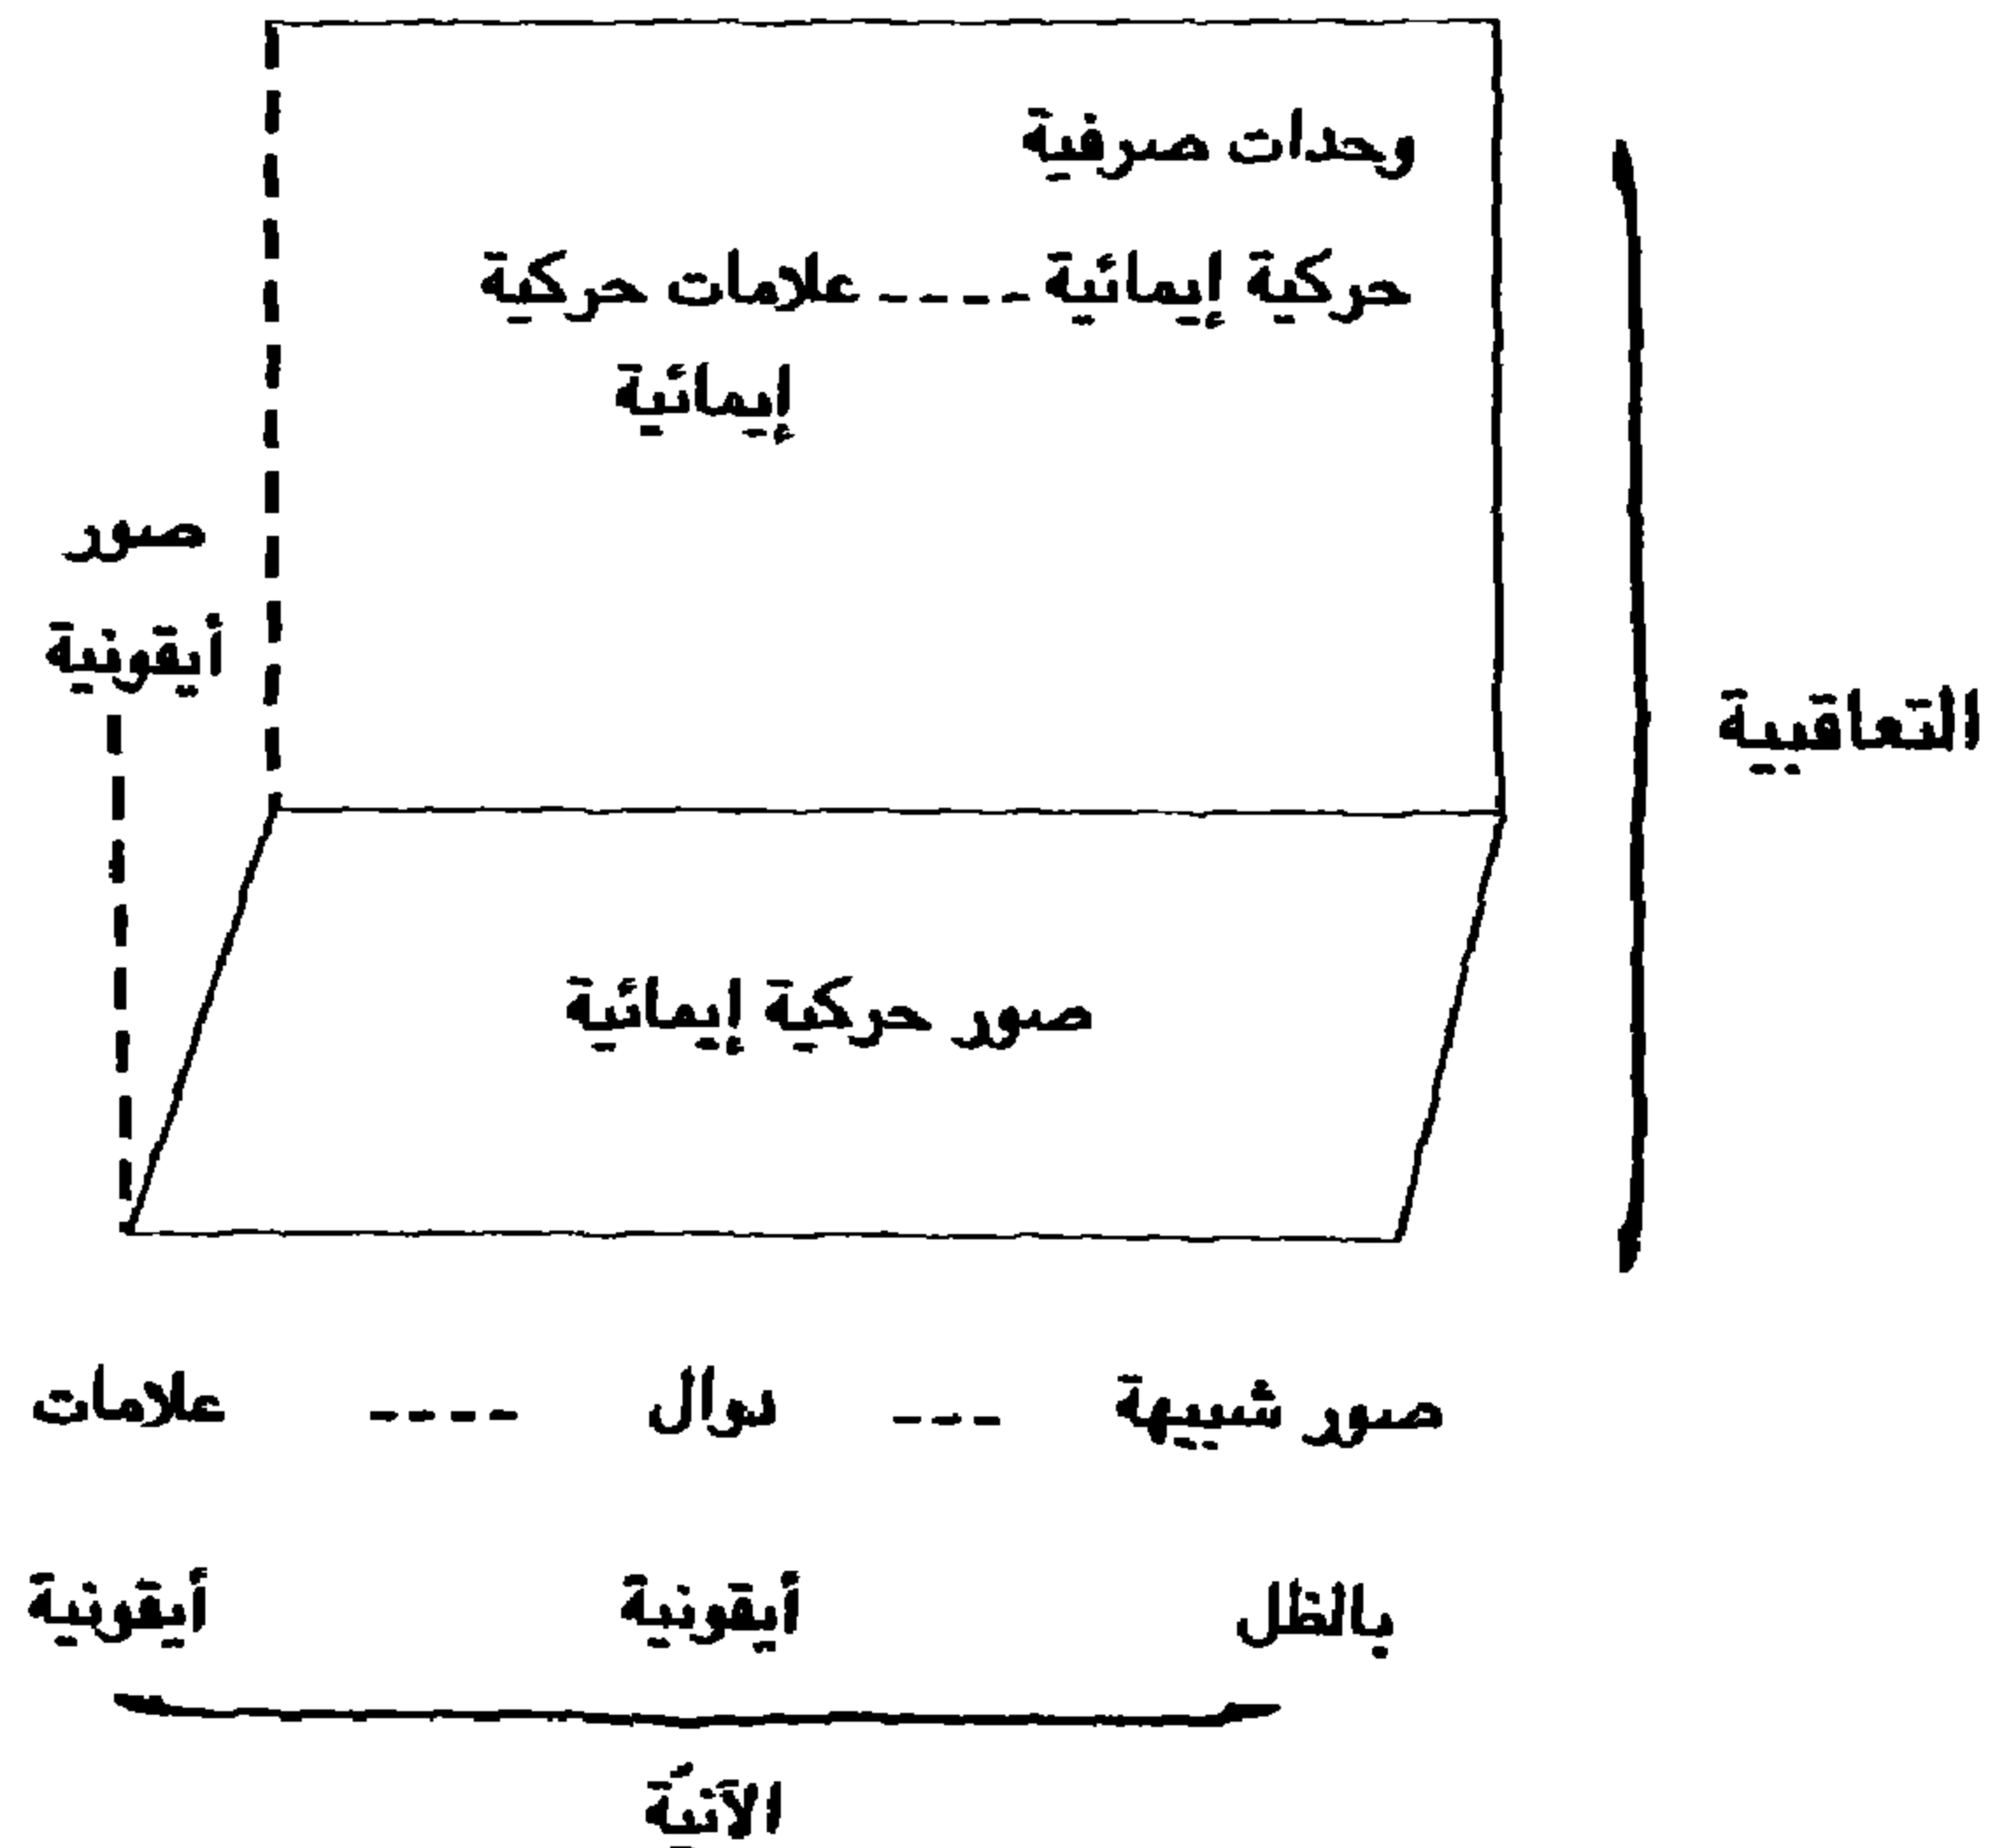 وحدات صرفية
حركية إيمائية ---- علامات حركية
إيمائية
صور
أيقونية
التعاقبية
صور حركية إيمائية
صور شبيهة --- دوال ---- علامات
بالظل أيقونية أيقونية
الآنيّة